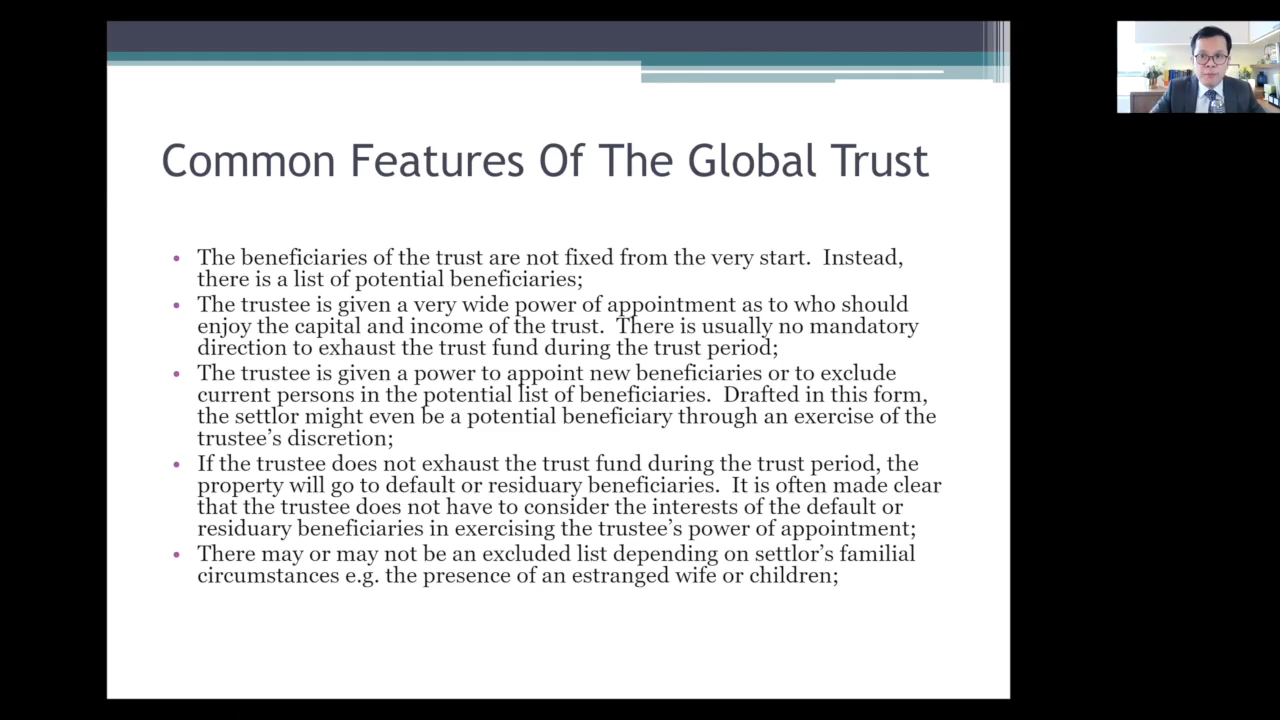 Common Features Of The Global Trust
• The beneficiaries of the trust are not fixed from the very start.  Instead,
there is a list of potential beneficiaries;
• The trustee is given a very wide power of appointment as to who should
enjoy the capital and income of the trust.  There is usually no mandatory
direction to exhaust the trust fund during the trust period;
• The trustee is given a power to appoint new beneficiaries or to exclude
current persons in the potential list of beneficiaries.  Drafted in this form,
the settlor might even be a potential beneficiary through an exercise of the
trustee’s discretion;
• If the trustee does not exhaust the trust fund during the trust period, the
property will go to default or residuary beneficiaries.  It is often made clear
that the trustee does not have to consider the interests of the default or
residuary beneficiaries in exercising the trustee’s power of appointment;
• There may or may not be an excluded list depending on settlor’s familial
circumstances e.g. the presence of an estranged wife or children;